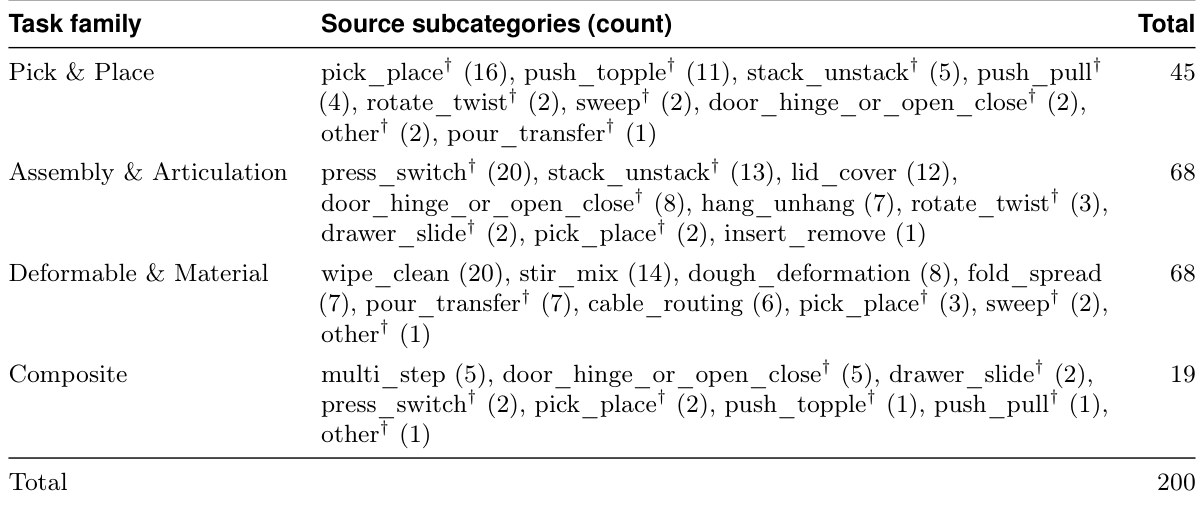 Task family Source subcategories (count) Total
Pick & Place pick_place† (16), push_topple† (11), stack_unstack† (5), push_pull† 45
(4), rotate_twist† (2), sweep† (2), door_hinge_or_open_close† (2),
other† (2), pour_transfer† (1)
Assembly & Articulation press_switch† (20), stack_unstack† (13), lid_cover (12), 68
door_hinge_or_open_close† (8), hang_unhang (7), rotate_twist† (3),
drawer_slide† (2), pick_place† (2), insert_remove (1)
Deformable & Material wipe_clean (20), stir_mix (14), dough_deformation (8), fold_spread 68
(7), pour_transfer† (7), cable_routing (6), pick_place† (3), sweep† (2),
other† (1)
Composite multi_step (5), door_hinge_or_open_close† (5), drawer_slide† (2), 19
press_switch† (2), pick_place† (2), push_topple† (1), push_pull† (1),
other† (1)
Total 200